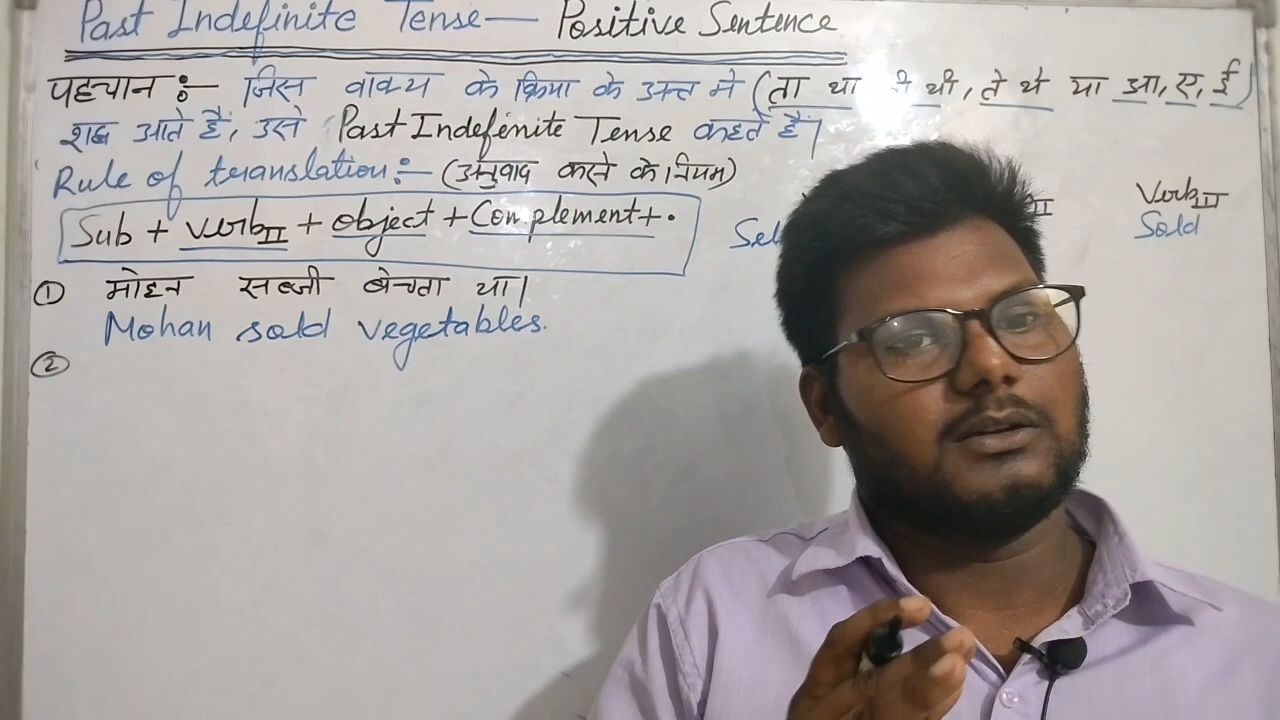 Past Indefinite Tense— Positive Sentence
पहचान :- जिस वाक्य के क्रिया के अन्त मे (ता था थी, ते थे या आ, ए, ई)
शब्द आते हैं, उसे Past Indefinite Tense कहते हैं।
Rule of translation:- (अनुवाद करने के नियम)
Sub + verbII + object + Complement + .
II VerbII
Sold
① मोहन सब्जी बेचता था।
Mohan sold vegetables.
②